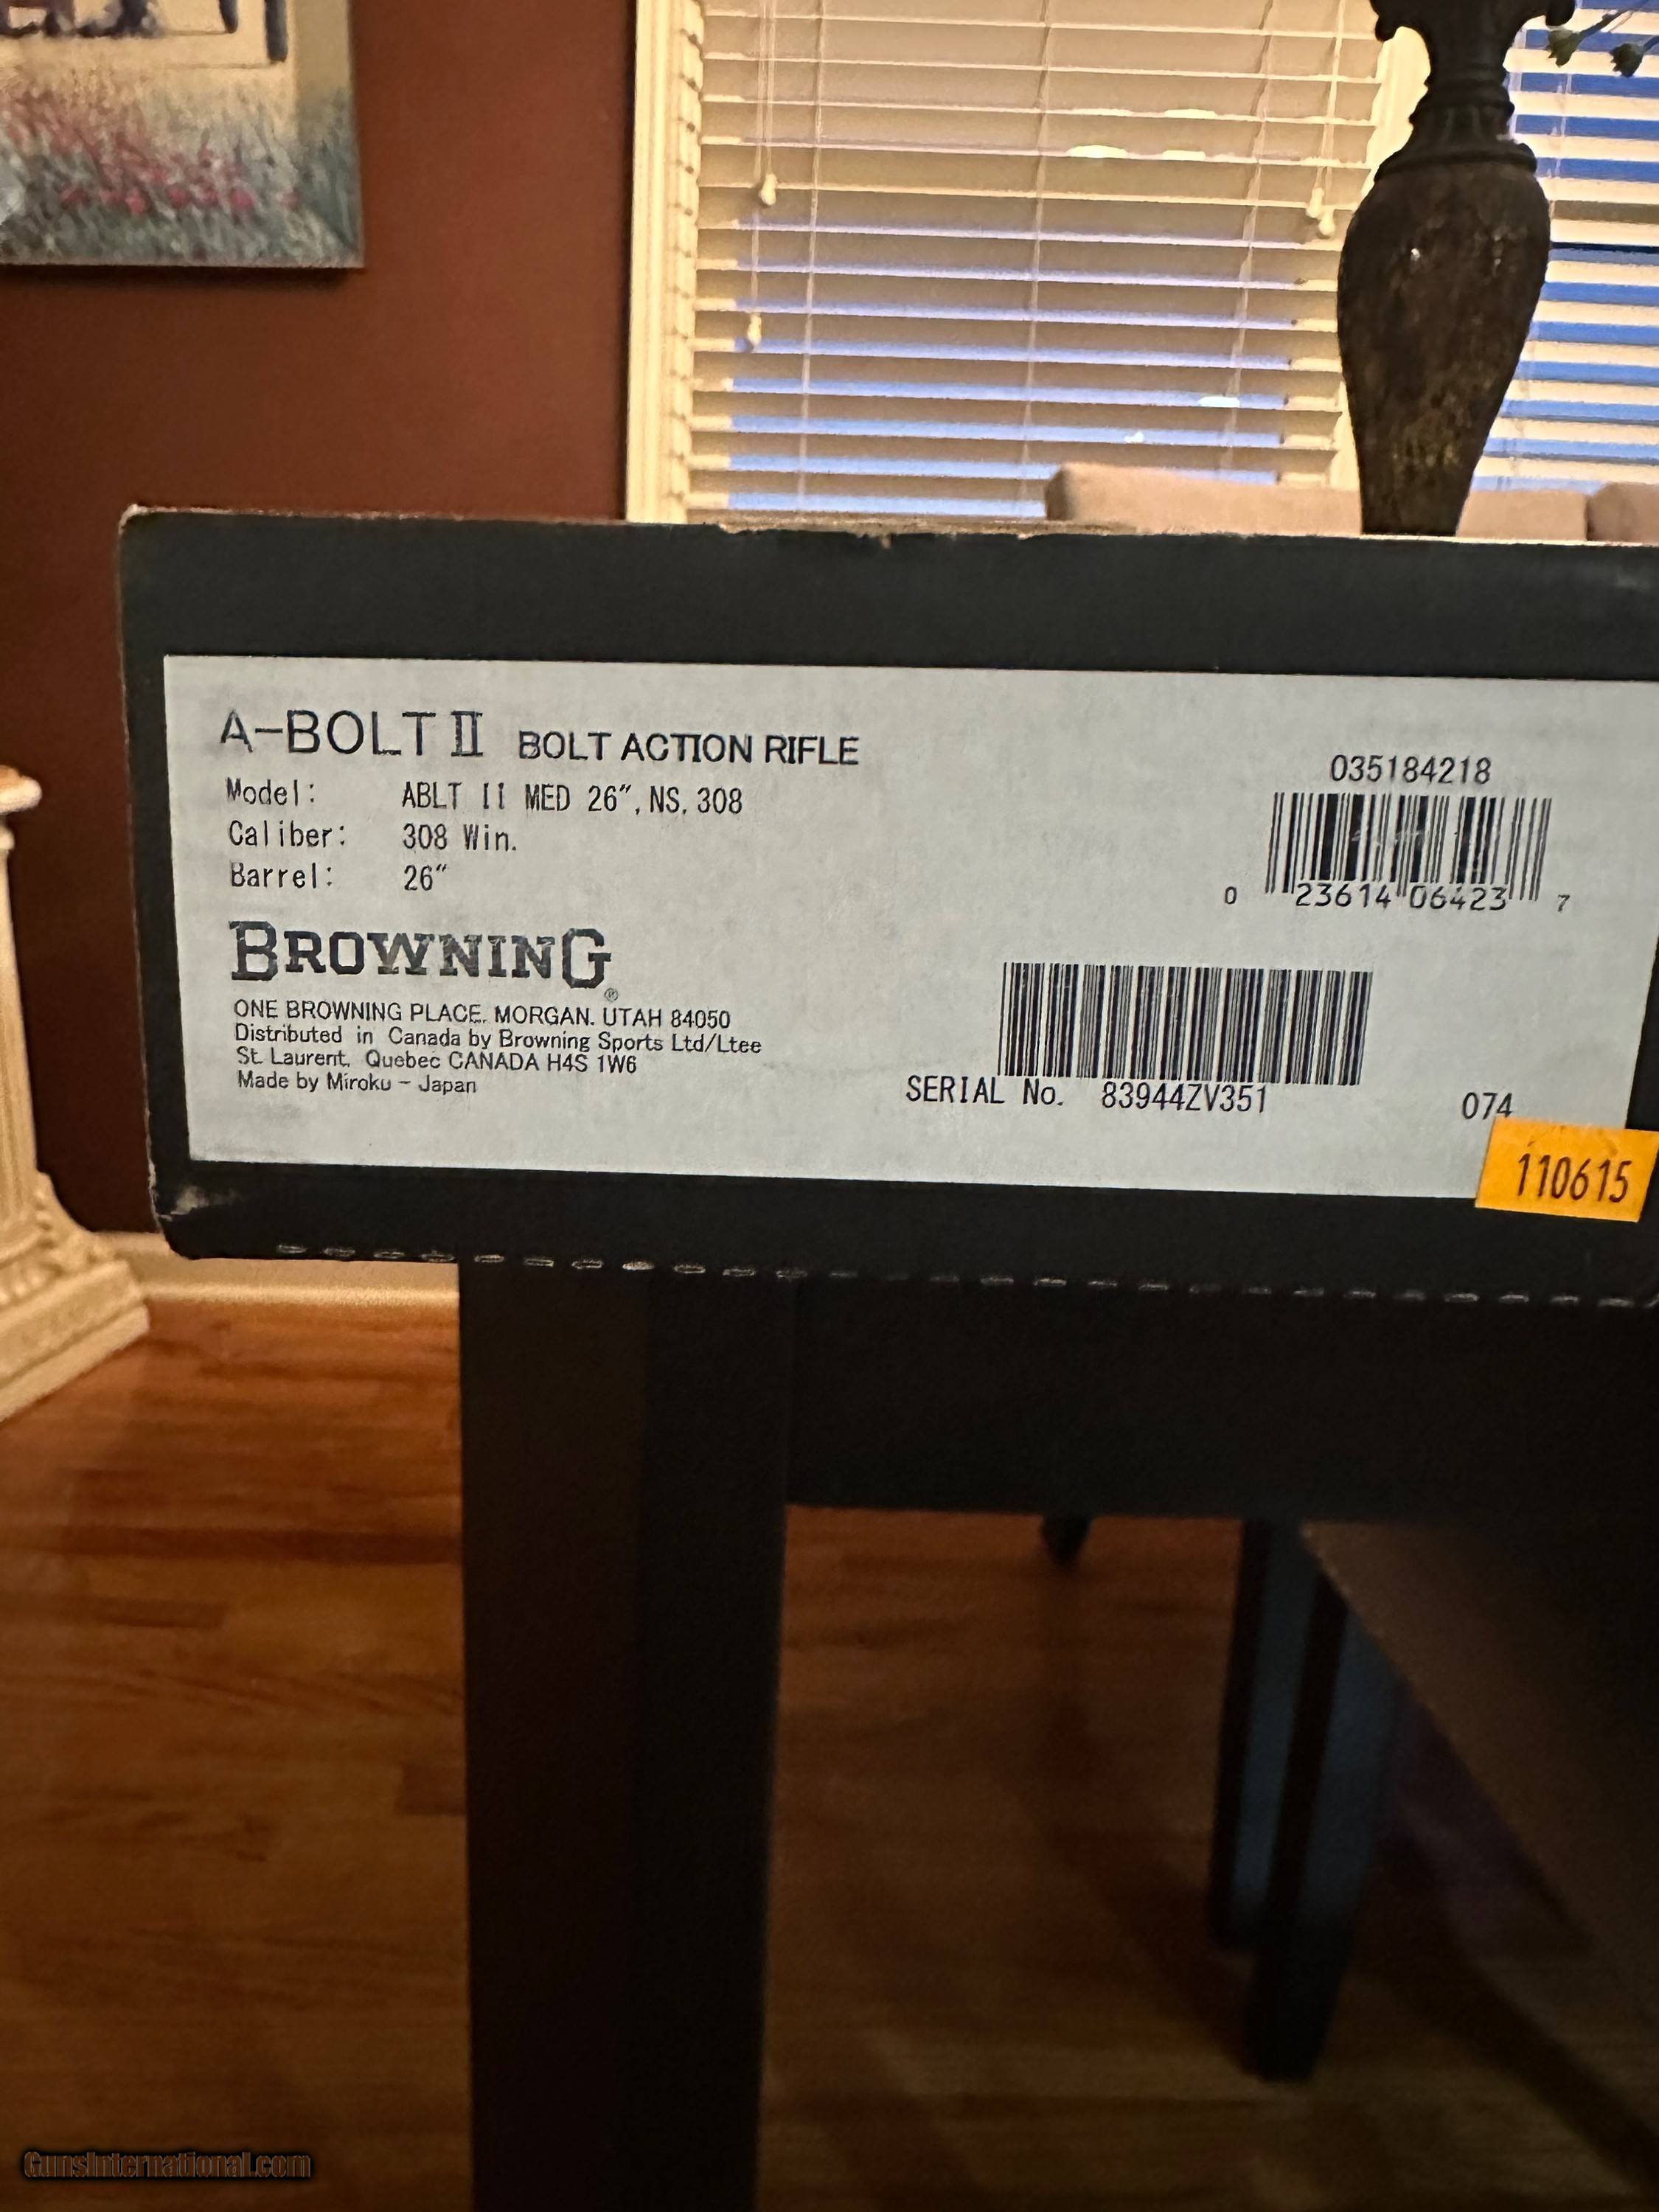 A-BOLT II BOLT ACTION RIFLE
Model: ABLT II MED 26", NS, 308
Caliber: 308 Win.
Barrel: 26"
BROWNING®
ONE BROWNING PLACE, MORGAN, UTAH 84050
Distributed in Canada by Browning Sports Ltd/Ltee
St. Laurent, Quebec CANADA H4S 1W6
Made by Miroku - Japan
035184218
0 23614 06423 7
SERIAL No. 83944ZV351
074
110615
GunsInternational.com